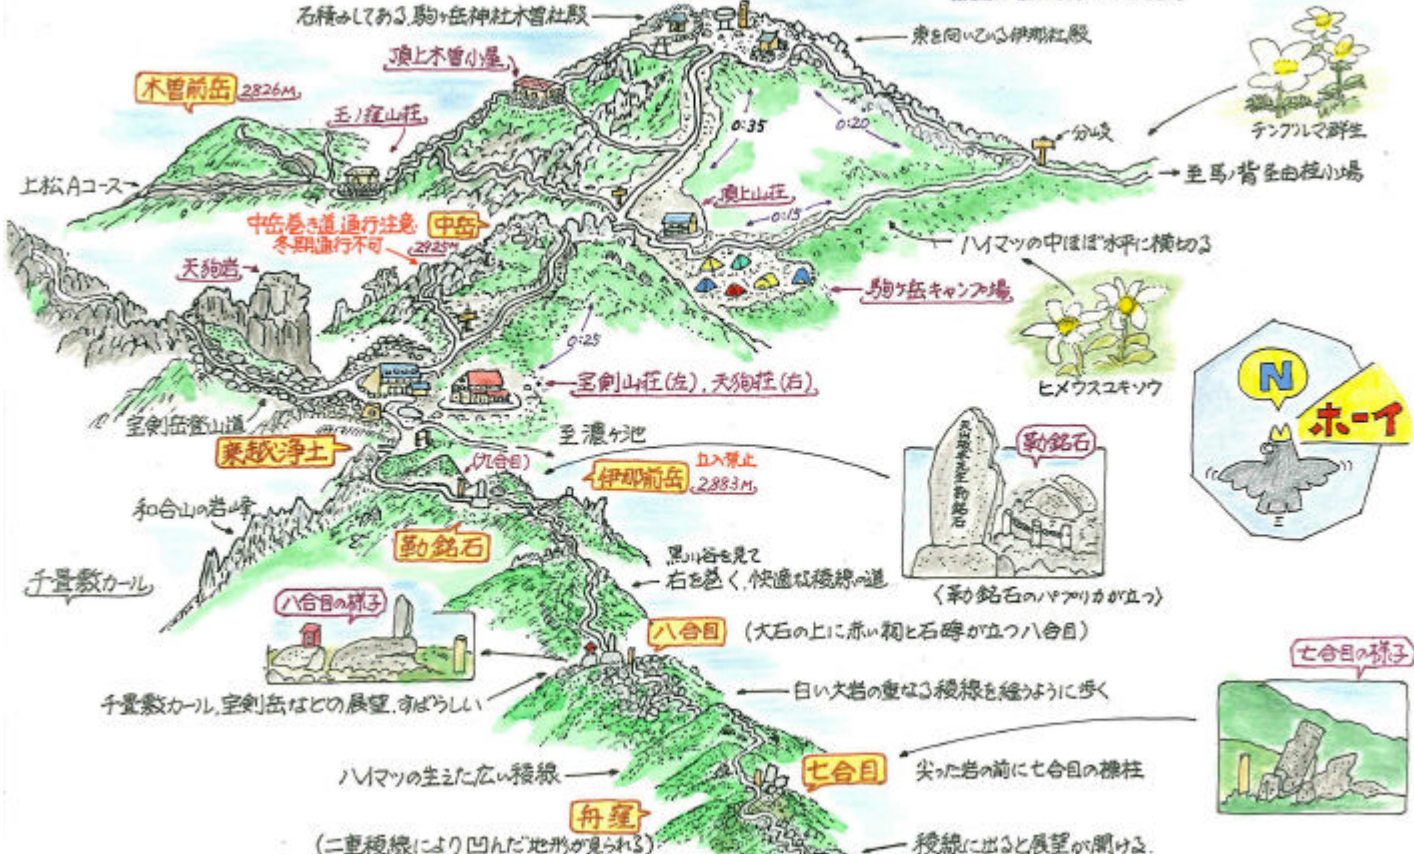 石積みしてある、駒ヶ岳神社木曽社殿
東を向いている伊那社殿
頂上木曽小屋
木曽前岳 2826M
玉ノ窪山荘
0:35
0:20
分岐
チングルマ群生
上松Aコース
至馬ノ背至由桂小場
頂上山荘
0:15
中岳巻き道、通行注意
冬期通行不可
中岳
2925M
ハイマツの中ほぼ水平に横切る
天狗岩
駒ヶ岳キャンプ場
0:25
宝剣山荘(左)、天狗荘(右)
ヒメウスユキソウ
N
ホーイ
宝剣岳登山道
至濃ヶ池
乗越浄土
(九合目)
伊那前岳
立入禁止
2,883M
勒銘石
和合山の岩峰
勒銘石
黒川谷を見て
右を巻く、快適な稜線の道
千畳敷カール
〈勒銘石のパブリカが立つ〉
八合目の様子
八合目
(大石の上に赤い祠と石碑が立つ八合目)
七合目の様子
千畳敷カール、宝剣岳などの展望、すばらしい
白い大岩の重なる稜線を縫うように歩く
ハイマツの生えた広い稜線
七合目
尖った岩の前に七合目の標柱
舟窪
(二重稜線により凹んだ地形が見られる)
稜線に出ると展望が開ける。